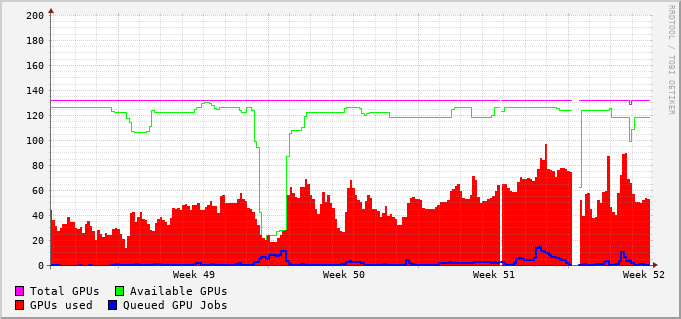 200
180
160
140
120
100
80
60
40
20
0
Week 49 Week 50 Week 51 Week 52
Total GPUs Available GPUs
GPUs used Queued GPU Jobs
RRDTOOL / TOBI OETIKER